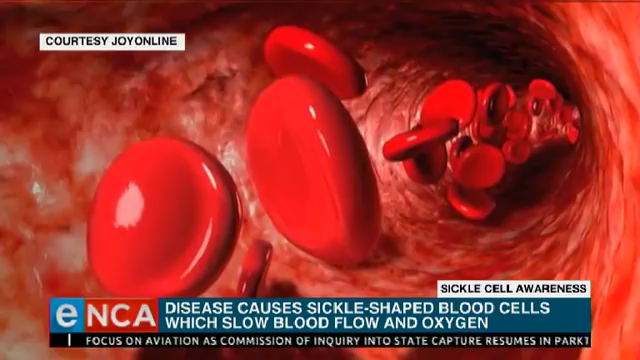 COURTESY JOYONLINE
SICKLE CELL AWARENESS
eNCA
DISEASE CAUSES SICKLE-SHAPED BLOOD CELLS
WHICH SLOW BLOOD FLOW AND OXYGEN
FOCUS ON AVIATION AS COMMISSION OF INQUIRY INTO STATE CAPTURE RESUMES IN PARKT